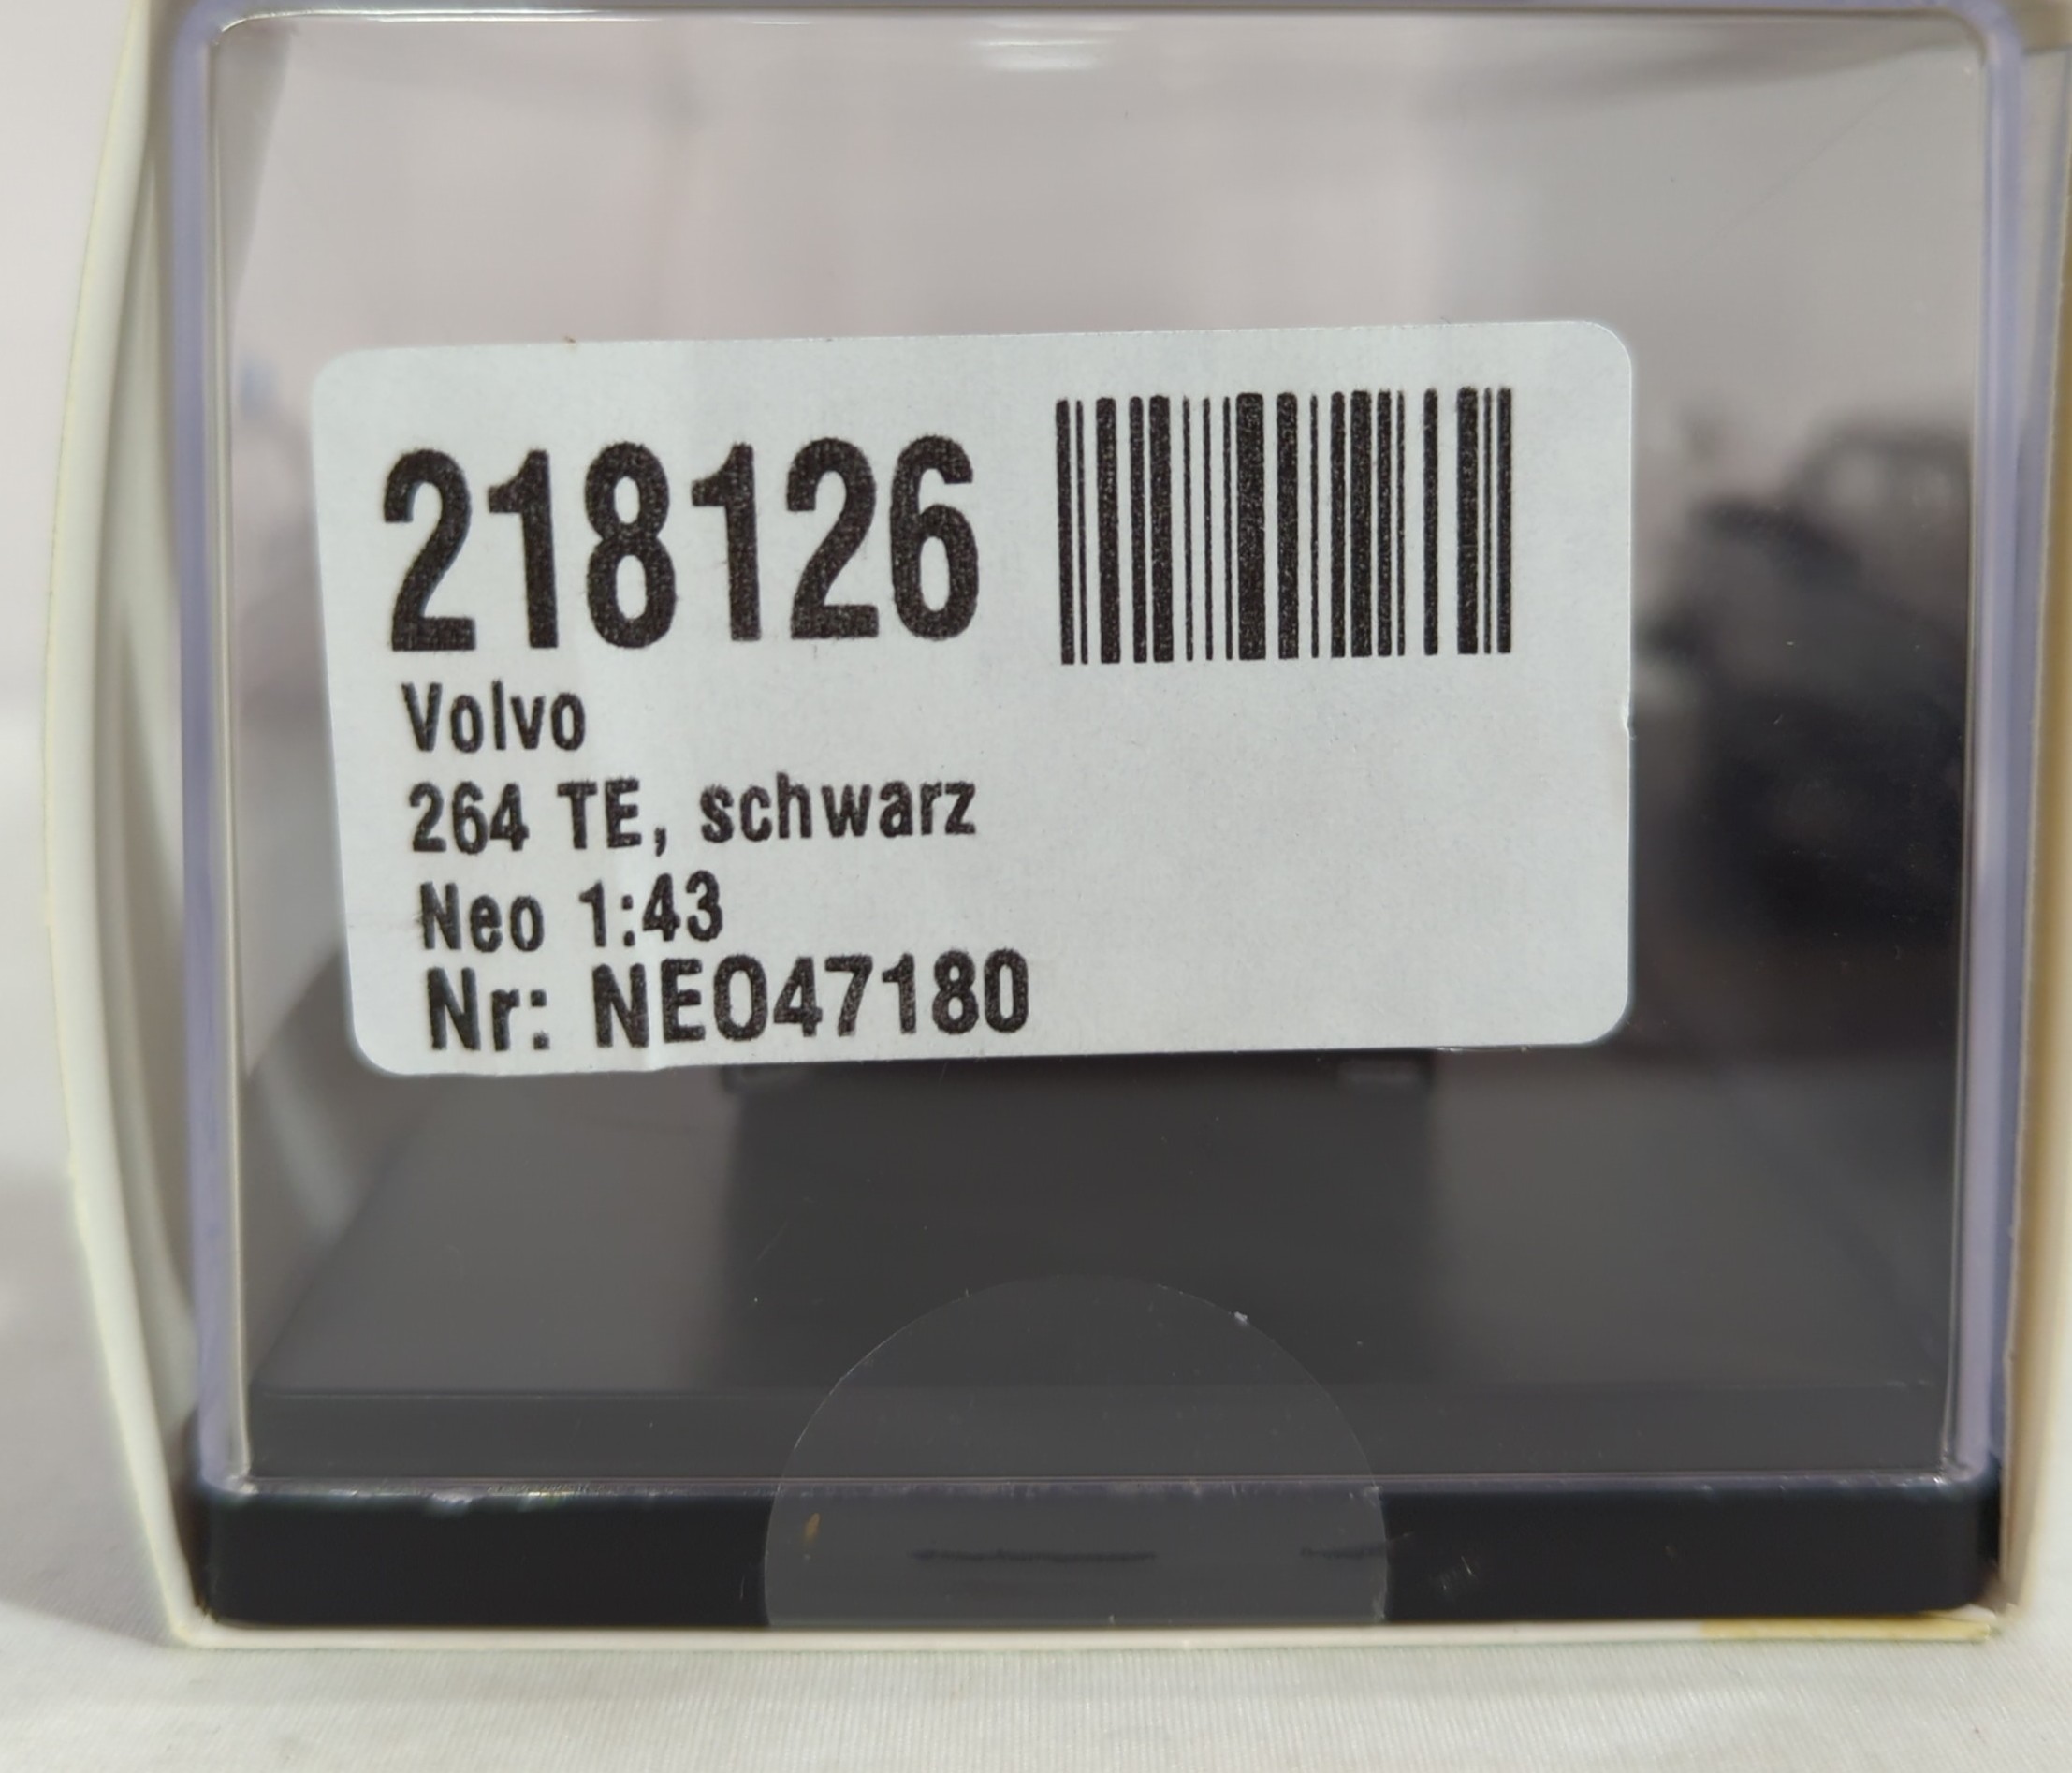 218126
Volvo
264 TE, schwarz
Neo 1:43
Nr: NEO47180